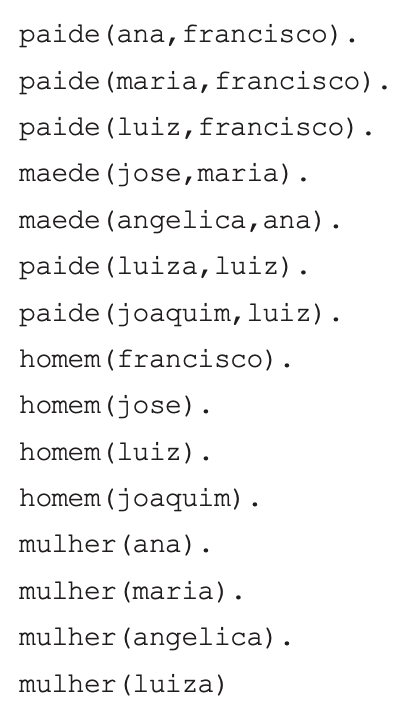 paide(ana,francisco).
paide(maria,francisco).
paide(luiz,francisco).
maede(jose,maria).
maede(angelica,ana).
paide(luiza,luiz).
paide(joaquim,luiz).
homem(francisco).
homem(jose).
homem(luiz).
homem(joaquim).
mulher(ana).
mulher(maria).
mulher(angelica).
mulher(luiza)